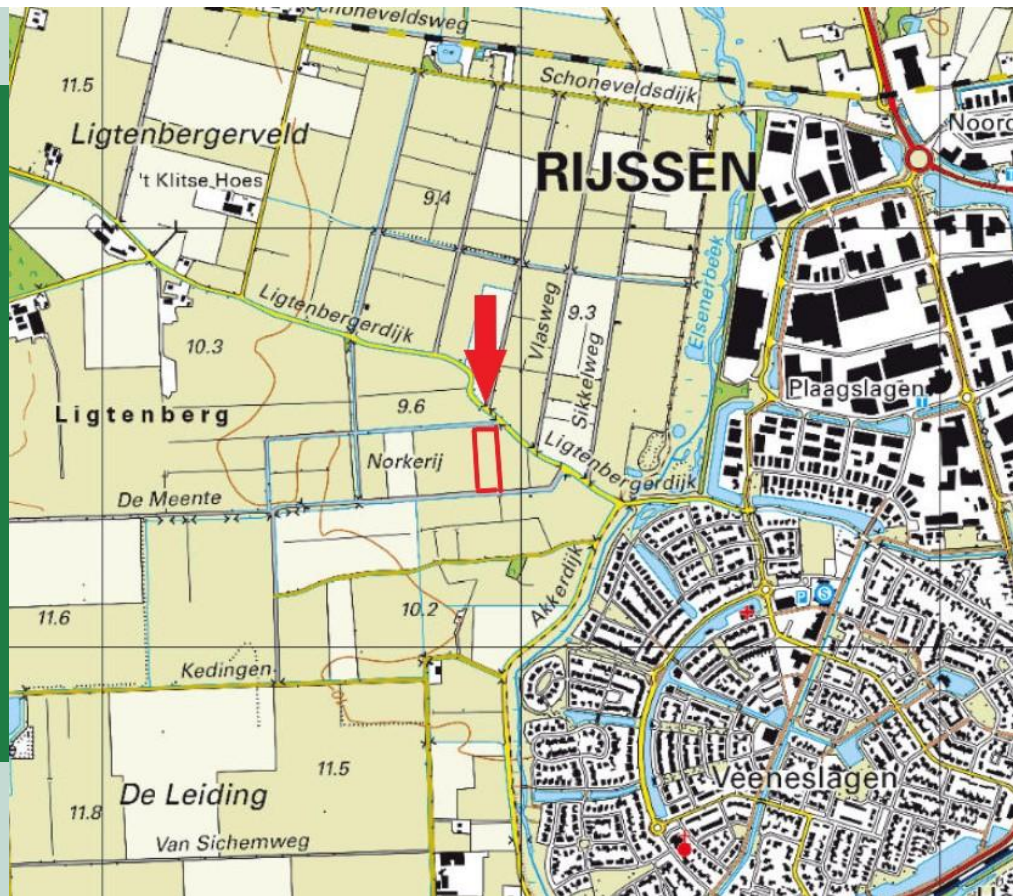 Schoneveldsweg
Schoneveldsdijk
11.5
Ligtenbergerveld
Noord
RIJSSEN
't Klitse Hoes
9.4
Elsenerbeek
Ligtenbergerdijk
Vlasweg
9.3
10.3
Sikkelweg
Plaagslagen
Ligtenberg
9.6
Norkerij
Ligtenbergerdijk
De Meente
Akkerdijk
P
S
11.6
10.2
Kedingen
10
11.5
Veeneslagen
De Leiding
11.8
Van Sichemweg